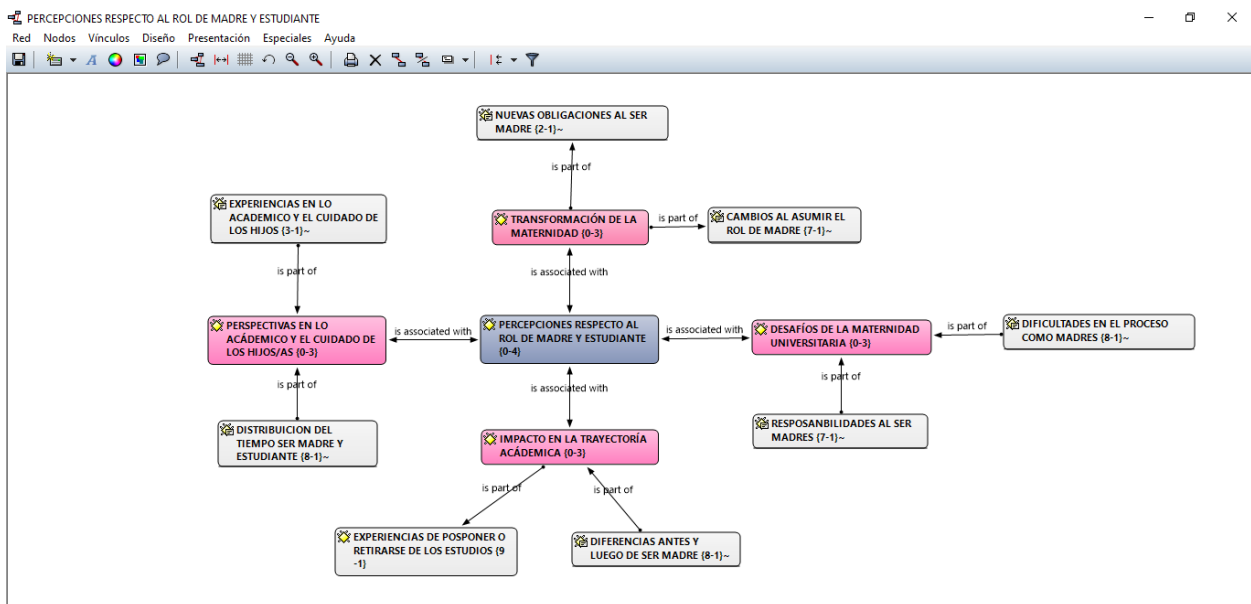 PERCEPCIONES RESPECTO AL ROL DE MADRE Y ESTUDIANTE
Red Nodos Vínculos Diseño Presentación Especiales Ayuda
NUEVAS OBLIGACIONES AL SER
MADRE {2-1}~
is part of
EXPERIENCIAS EN LO
ACADEMICO Y EL CUIDADO DE
LOS HIJOS {3-1}~
TRANSFORMACIÓN DE LA
MATERNIDAD {0-3}
is part of
CAMBIOS AL ASUMIR EL
ROL DE MADRE {7-1}~
is part of
is associated with
PERSPECTIVAS EN LO
ACÁDEMICO Y EL CUIDADO DE
LOS HIJOS/AS {0-3}
is associated with
PERCEPCIONES RESPECTO AL
ROL DE MADRE Y ESTUDIANTE
{0-4}
is associated with
DESAFÍOS DE LA MATERNIDAD
UNIVERSITARIA {0-3}
is part of
DIFICULTADES EN EL PROCESO
COMO MADRES {8-1}~
is part of
is associated with
is part of
DISTRIBUICION DEL
TIEMPO SER MADRE Y
ESTUDIANTE {8-1}~
IMPACTO EN LA TRAYECTORÍA
ACÁDEMICA {0-3}
RESPOSANBILIDADES AL SER
MADRES {7-1}~
is part of
is part of
EXPERIENCIAS DE POSPONER O
RETIRARSE DE LOS ESTUDIOS {9
-1}
DIFERENCIAS ANTES Y
LUEGO DE SER MADRE {8-1}~